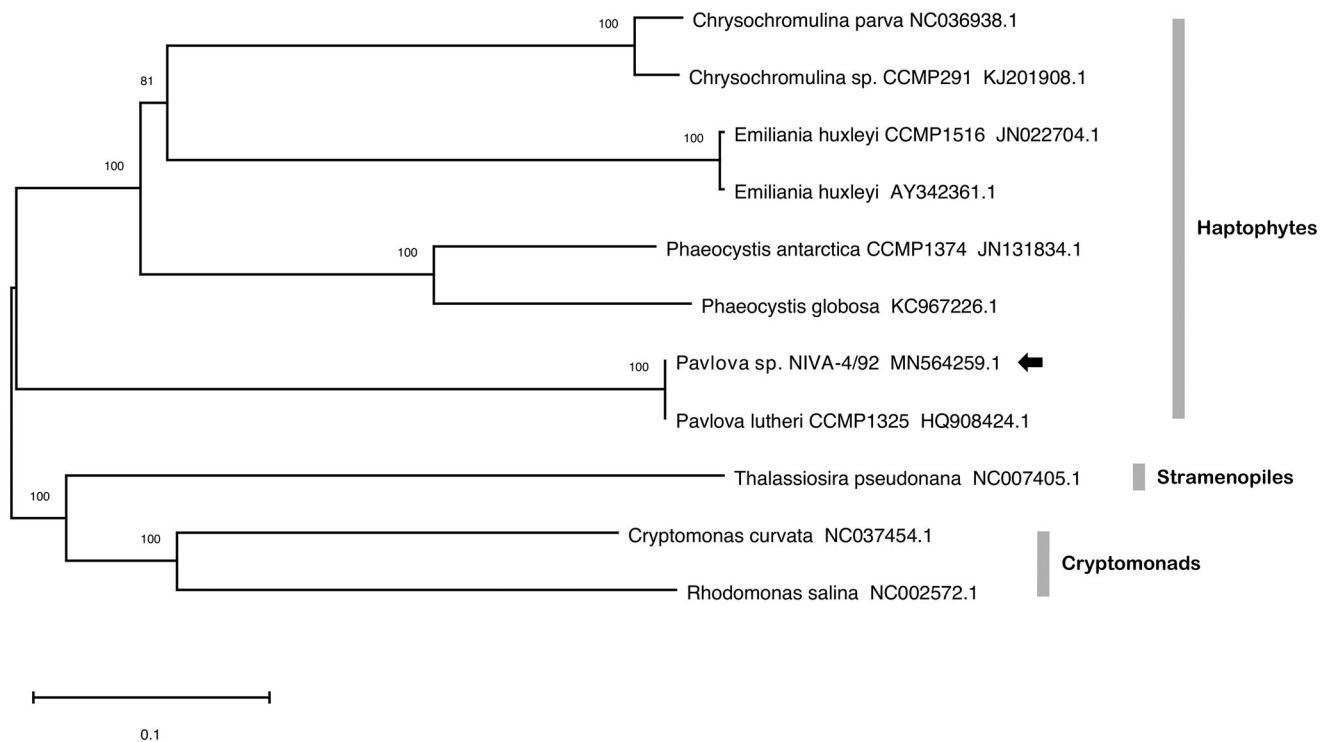 100
Chrysochromulina parva NC036938.1
81
Chrysochromulina sp. CCMP291 KJ201908.1
100
Emiliania huxleyi CCMP1516 JN022704.1
100
Emiliania huxleyi AY342361.1
Haptophytes
100
Phaeocystis antarctica CCMP1374 JN131834.1
Phaeocystis globosa KC967226.1
100
Pavlova sp. NIVA-4/92 MN564259.1
Pavlova lutheri CCMP1325 HQ908424.1
Thalassiosira pseudonana NC007405.1
Stramenopiles
100
100
Cryptomonas curvata NC037454.1
Cryptomonads
Rhodomonas salina NC002572.1
0.1